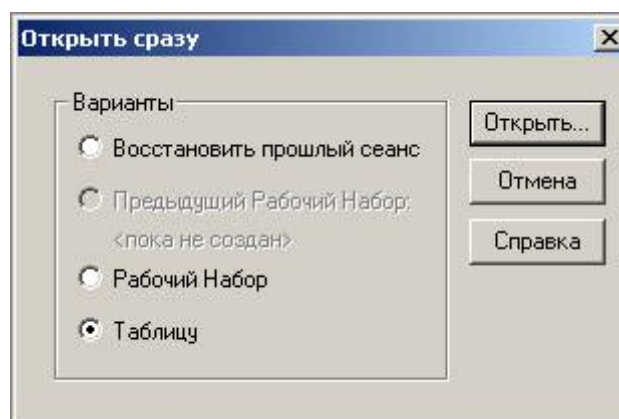 Открыть сразу
Варианты
Восстановить прошлый сеанс
Предыдущий Рабочий Набор:
<пока не создан>
Рабочий Набор
Таблицу
Открыть...
Отмена
Справка